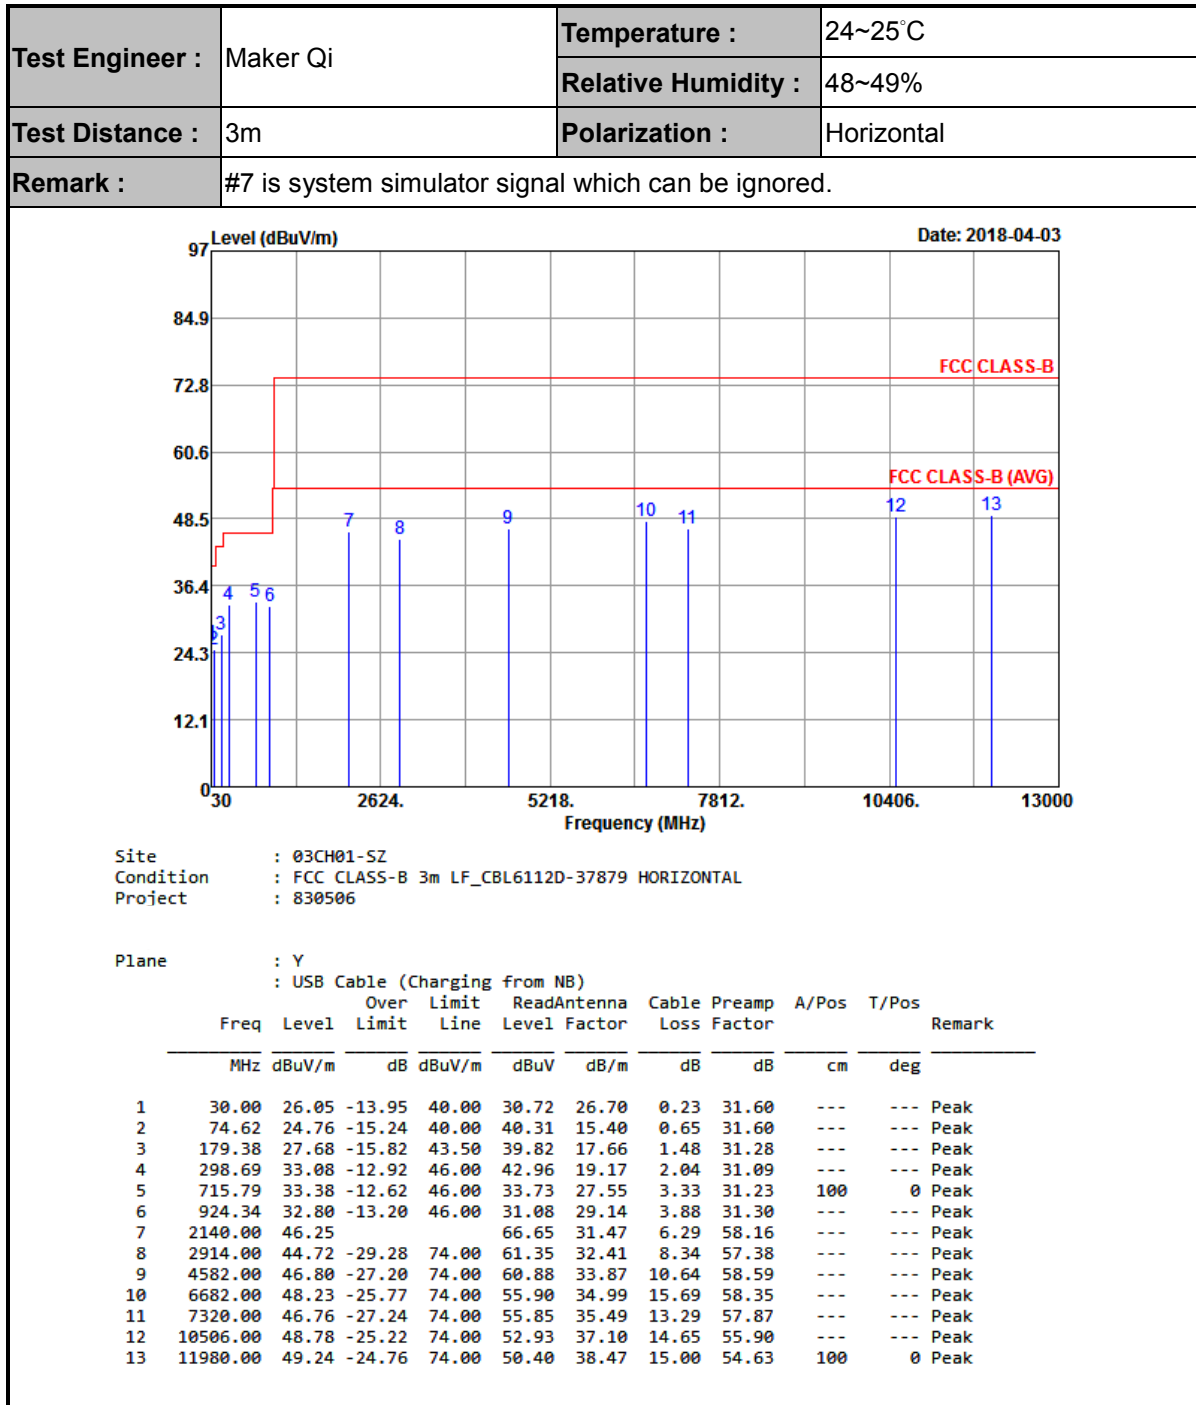 Test Engineer : Maker Qi Temperature : 24~25°C
Relative Humidity : 48~49%
Test Distance : 3m Polarization : Horizontal
Remark : #7 is system simulator signal which can be ignored.
97 Level (dBuV/m) Date: 2018-04-03
84.9
FCC CLASS-B
72.8
60.6
FCC CLASS-B (AVG)
48.5
7 8 9 10 11 12 13
36.4
3 4 5 6
24.3
12.1
0
30 2624. 5218. 7812. 10406. 13000
Frequency (MHz)
Site : 03CH01-SZ
Condition : FCC CLASS-B 3m LF_CBL6112D-37879 HORIZONTAL
Project : 830506
Plane : Y
: USB Cable (Charging from NB)
Over Limit ReadAntenna Cable Preamp A/Pos T/Pos
Freq Level Limit Line Level Factor Loss Factor Remark
MHz dBuV/m dB dBuV/m dBuV dB/m dB dB cm deg
1 30.00 26.05 -13.95 40.00 30.72 26.70 0.23 31.60 --- --- Peak
2 74.62 24.76 -15.24 40.00 40.31 15.40 0.65 31.60 --- --- Peak
3 179.38 27.68 -15.82 43.50 39.82 17.66 1.48 31.28 --- --- Peak
4 298.69 33.08 -12.92 46.00 42.96 19.17 2.04 31.09 --- --- Peak
5 715.79 33.38 -12.62 46.00 33.73 27.55 3.33 31.23 100 0 Peak
6 924.34 32.80 -13.20 46.00 31.08 29.14 3.88 31.30 --- --- Peak
7 2140.00 46.25 66.65 31.47 6.29 58.16 --- --- Peak
8 2914.00 44.72 -29.28 74.00 61.35 32.41 8.34 57.38 --- --- Peak
9 4582.00 46.80 -27.20 74.00 60.88 33.87 10.64 58.59 --- --- Peak
10 6682.00 48.23 -25.77 74.00 55.90 34.99 15.69 58.35 --- --- Peak
11 7320.00 46.76 -27.24 74.00 55.85 35.49 13.29 57.87 --- --- Peak
12 10506.00 48.78 -25.22 74.00 52.93 37.10 14.65 55.90 --- --- Peak
13 11980.00 49.24 -24.76 74.00 50.40 38.47 15.00 54.63 100 0 Peak